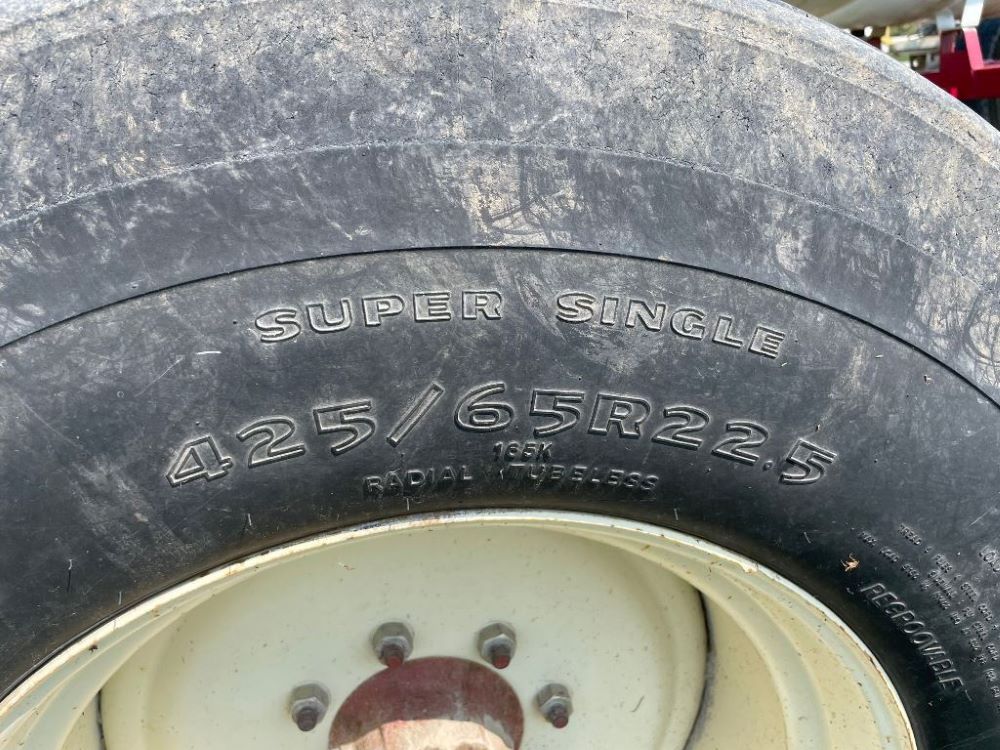 SUPER SINGLE
425/65R22.5
165K
RADIAL TUBELESS
REGROOVABLE